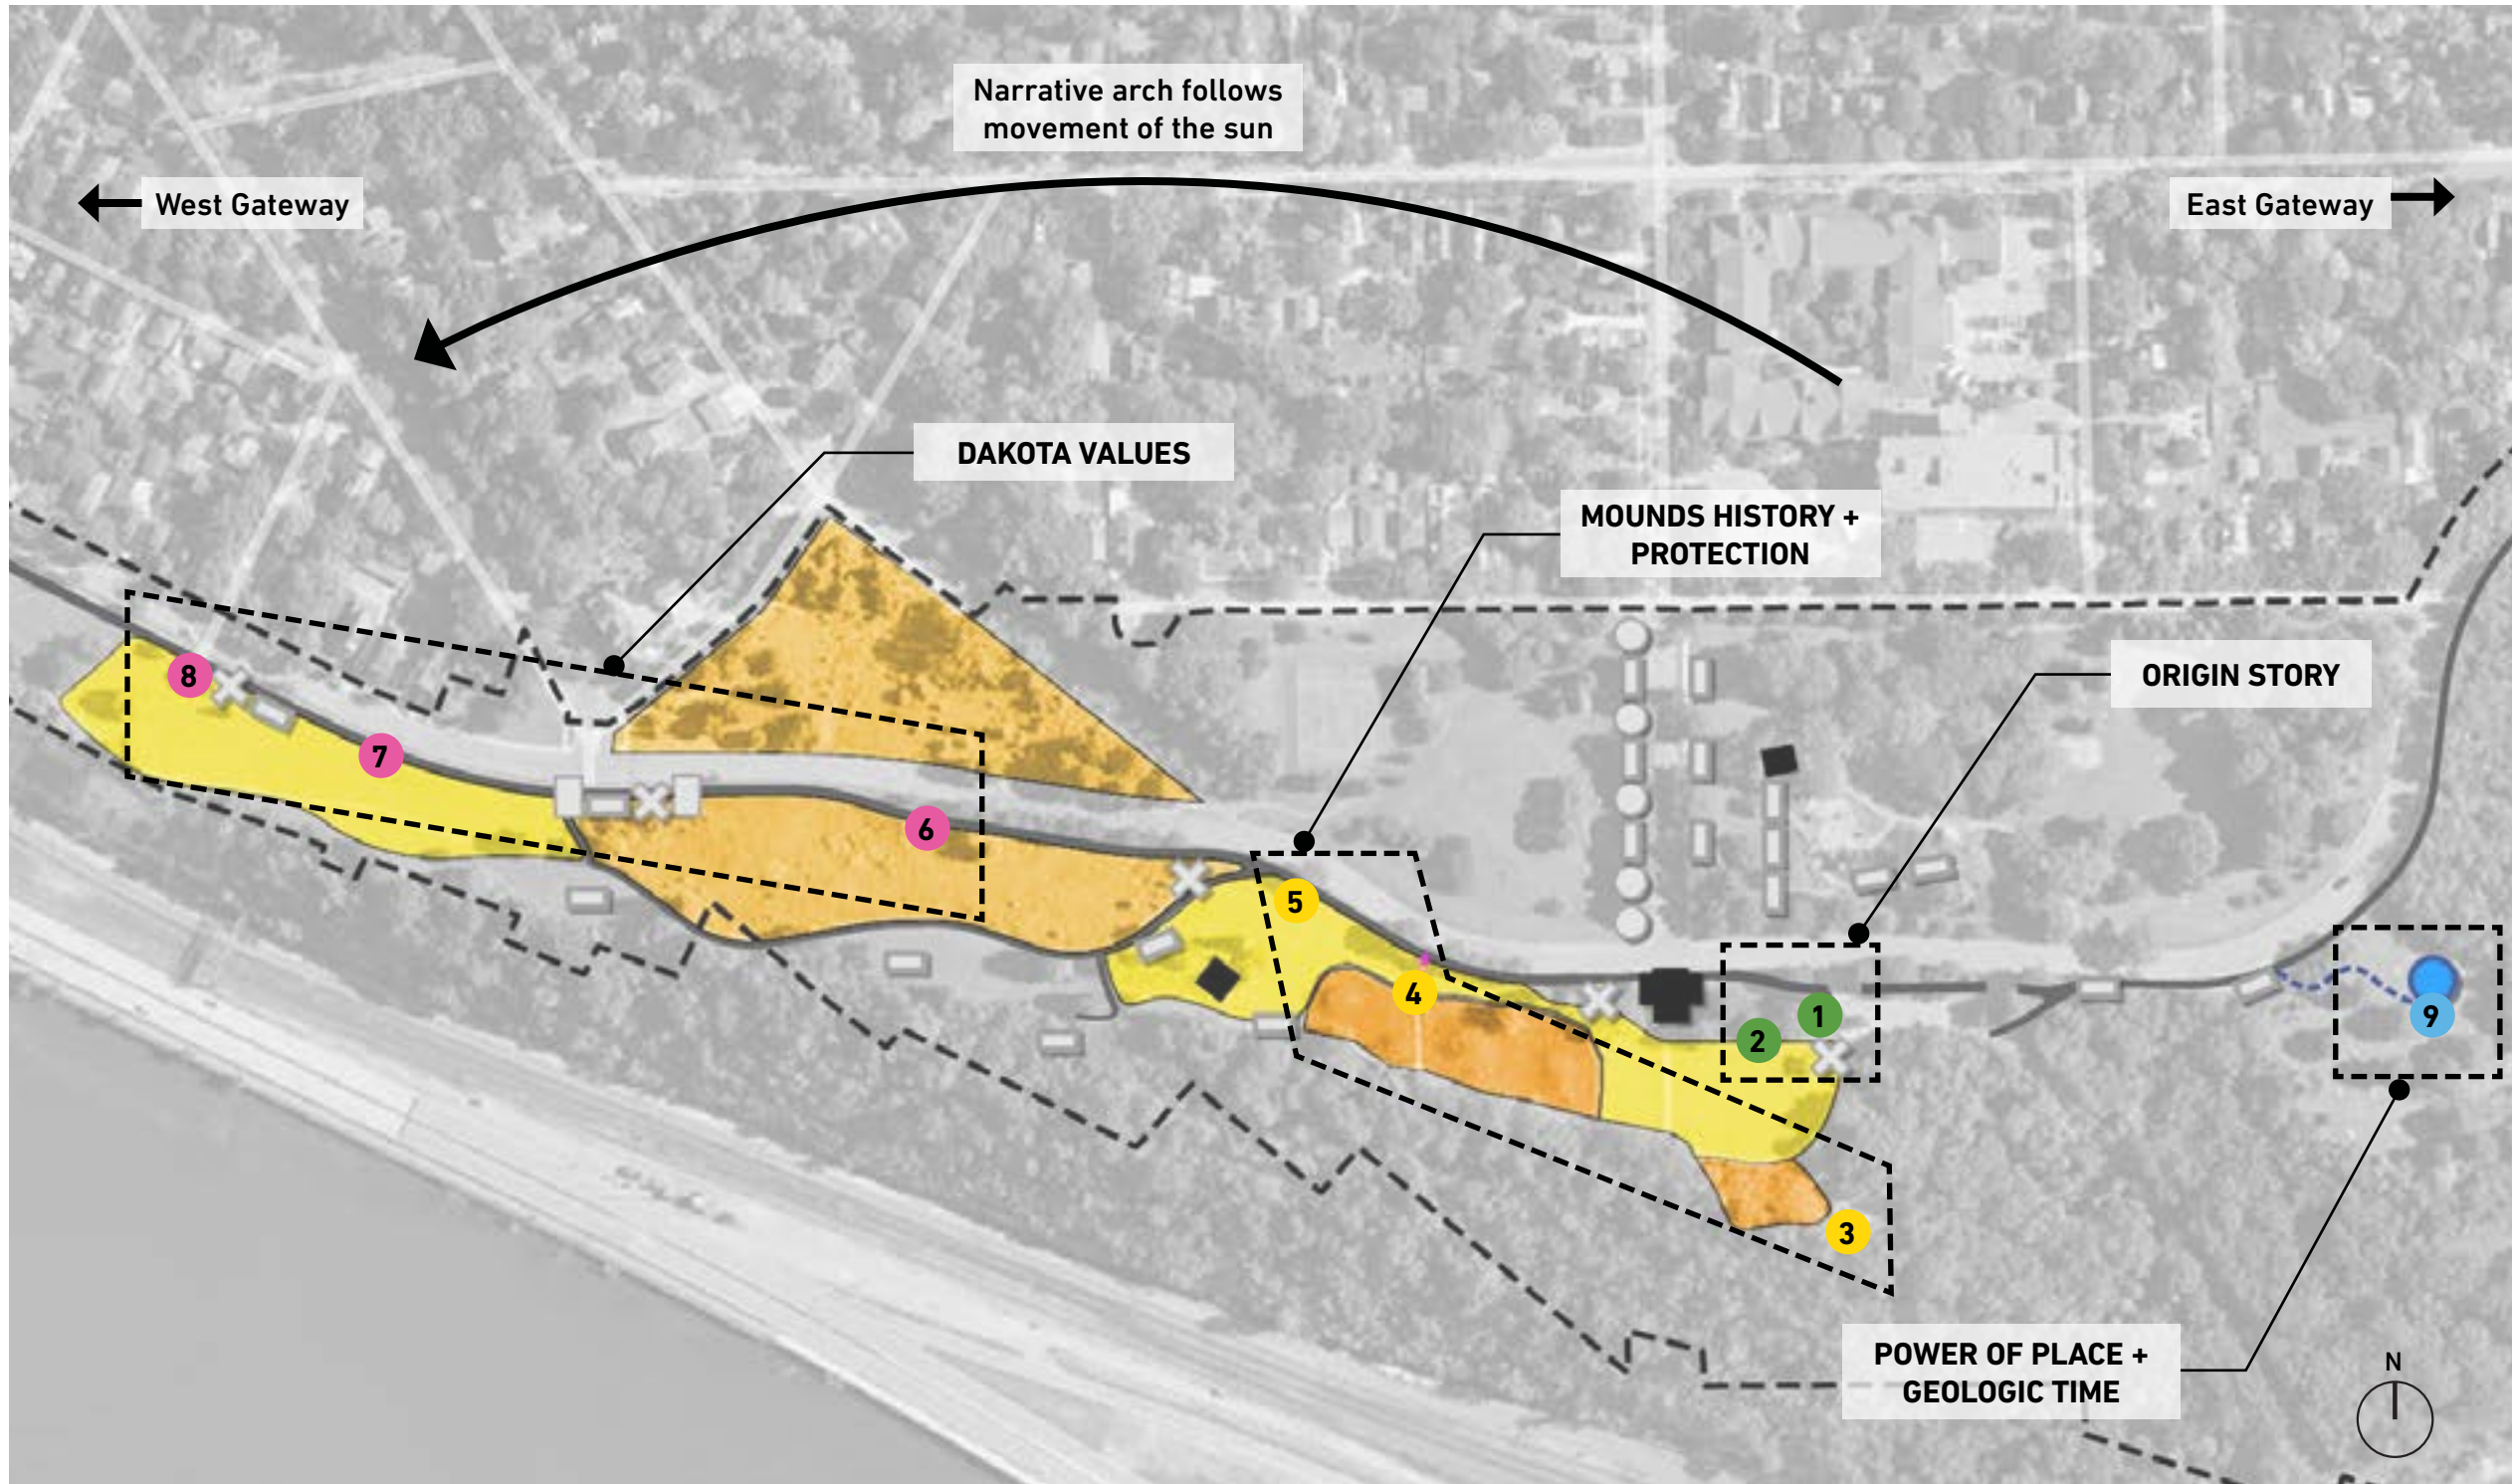 Narrative arch follows
movement of the sun
West Gateway
East Gateway
DAKOTA VALUES
MOUNDS HISTORY +
PROTECTION
ORIGIN STORY
8
7
6
5
4
1
2
9
3
POWER OF PLACE +
GEOLOGIC TIME
N